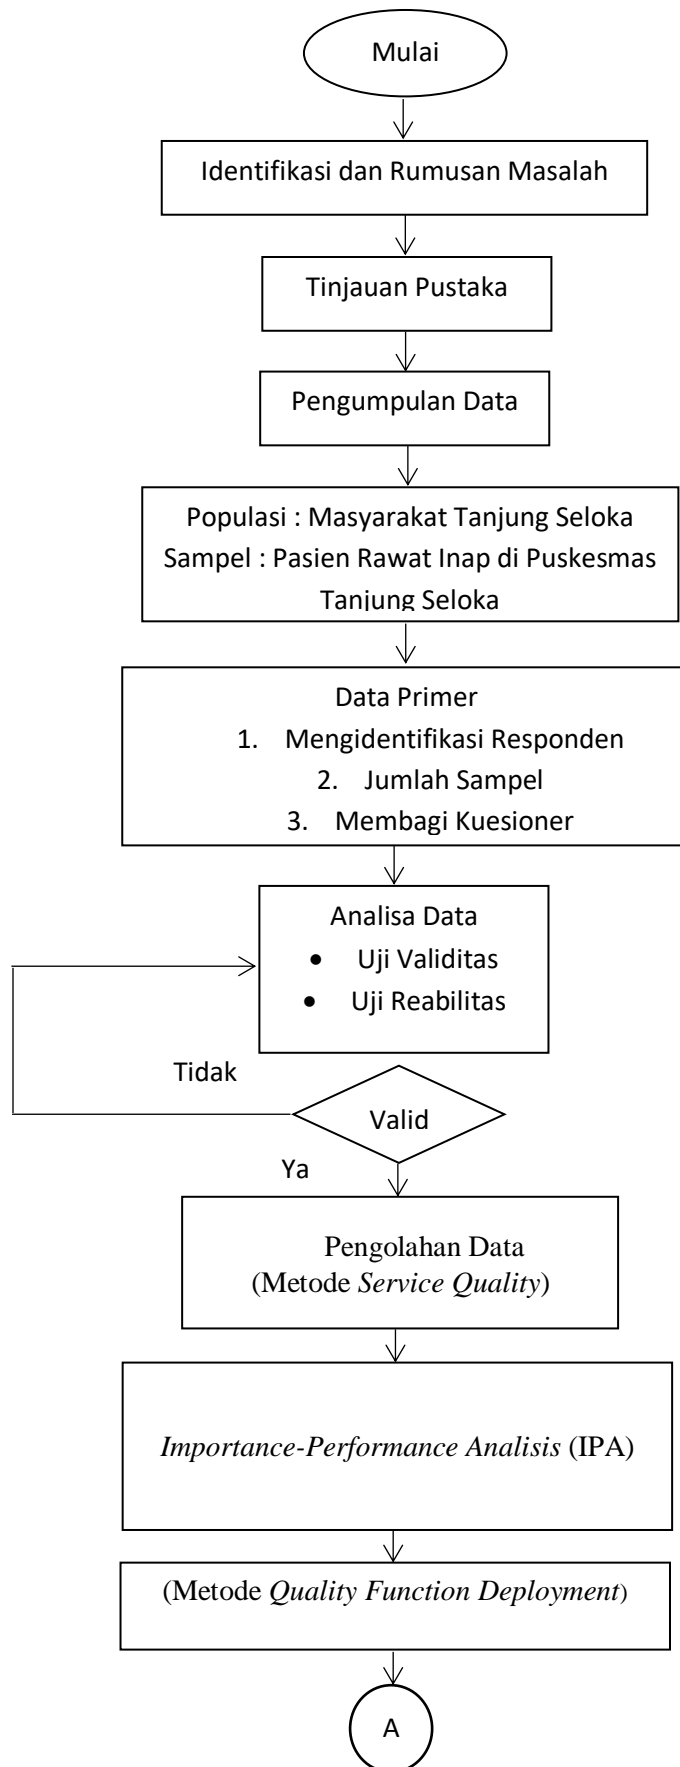 Mulai
Identifikasi dan Rumusan Masalah
Tinjauan Pustaka
Pengumpulan Data
Populasi : Masyarakat Tanjung Seloka
Sampel : Pasien Rawat Inap di Puskesmas
Tanjung Seloka
Data Primer
1. Mengidentifikasi Responden
2. Jumlah Sampel
3. Membagi Kuesioner
Analisa Data
• Uji Validitas
• Uji Reabilitas
Tidak
Valid
Ya
Pengolahan Data
(Metode Service Quality)
Importance-Performance Analisis (IPA)
(Metode Quality Function Deployment)
A